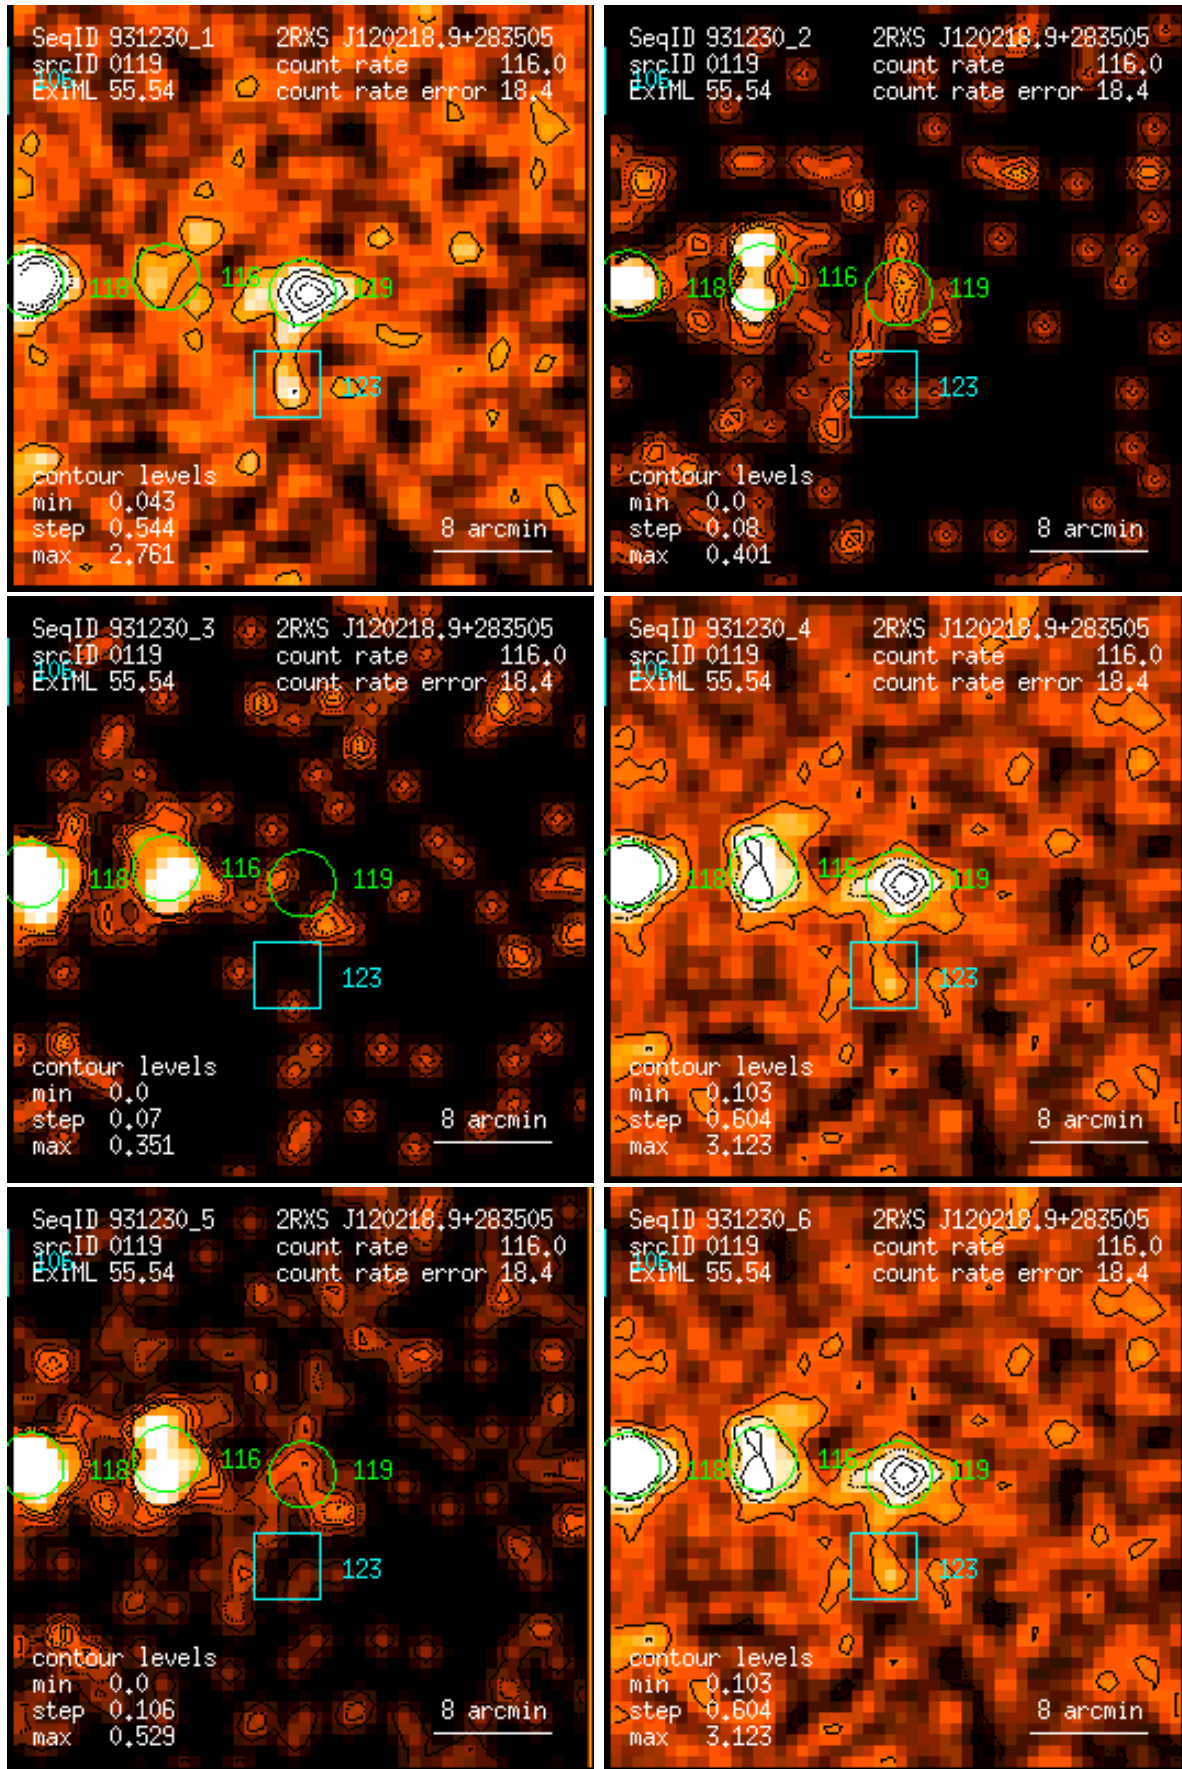 SeqID 931230_1 2RXS J120218.9+283505
srcID 0119 count rate 116.0
106
ExiML 55.54 count rate error 18.4
118 116 119
123
contour levels
min 0.043
step 0.544 8 arcmin
max 2.761
SeqID 931230_2 2RXS J120218.9+283505
srcID 0119 count rate 116.0
106
ExiML 55.54 count rate error 18.4
118 116 119
123
contour levels
min 0.0
step 0.08 8 arcmin
max 0.401
SeqID 931230_3 2RXS J120218.9+283505
srcID 0119 count rate 116.0
106
ExiML 55.54 count rate error 18.4
118 116 119
123
contour levels
min 0.0
step 0.07 8 arcmin
max 0.351
SeqID 931230_4 2RXS J120218.9+283505
srcID 0119 count rate 116.0
106
ExiML 55.54 count rate error 18.4
118 116 119
123
contour levels
min 0.103
step 0.604 8 arcmin
max 3.123
SeqID 931230_5 2RXS J120218.9+283505
srcID 0119 count rate 116.0
106
ExiML 55.54 count rate error 18.4
118 116 119
123
contour levels
min 0.0
step 0.106 8 arcmin
max 0.529
SeqID 931230_6 2RXS J120218.9+283505
srcID 0119 count rate 116.0
106
ExiML 55.54 count rate error 18.4
118 116 119
123
contour levels
min 0.103
step 0.604 8 arcmin
max 3.123